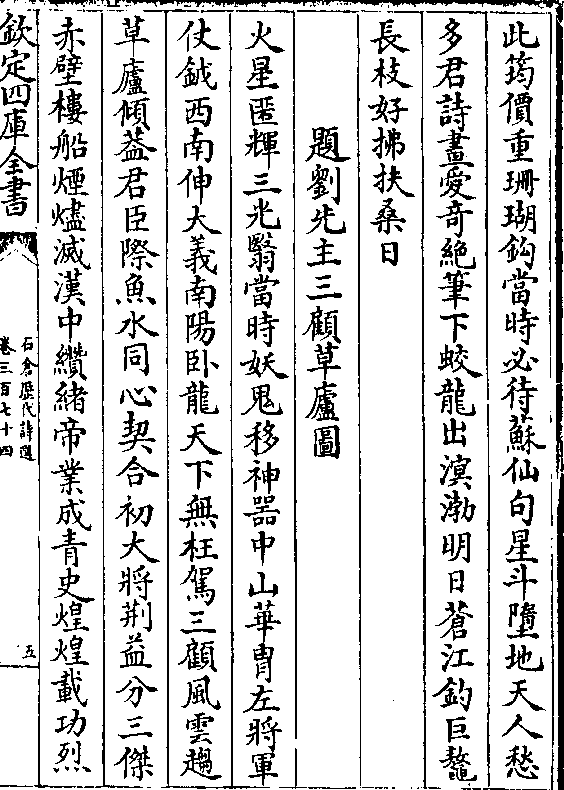 此筠價重珊瑚鈎當時必待蘇仙句星斗墮地天人愁
多君詩畫愛奇絶筆下蛟龍出溟渤明日蒼江釣巨鼇
長枝好拂扶桑日
題劉先主三顧草廬圖
火星匿輝三光翳當時妖鬼移神器中山華冑左將軍
仗鉞西南伸大義南陽卧龍天下無枉駕三顧風雲趨
草廬傾蓋君臣際魚水同心契合初大將荆益分三傑
赤壁樓船煙燼滅漢中纘緒帝業成青史煌煌載功烈
欽定四庫全書
石倉歷代詩選
卷三百七十四
五